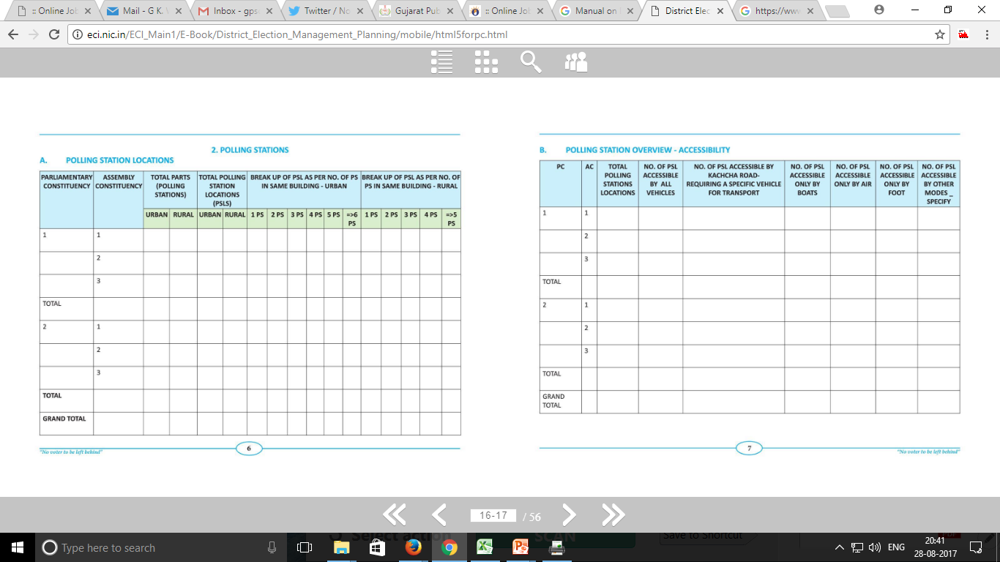 :: Online Job
Mail - G K. V
Inbox - gpsc
Twitter / No
Gujarat Pub
:: Online Job
Manual on
District Elec
https://www
eci.nic.in/ECI_Main1/E-Book/District_Election_Management_Planning/mobile/html5forpc.html
2. POLLING STATIONS
A. POLLING STATION LOCATIONS
PARLIAMENTARY CONSTITUENCY
ASSEMBLY CONSTITUENCY
TOTAL PARTS (POLLING STATIONS)
TOTAL POLLING STATION LOCATIONS (PSLS)
BREAK UP OF PSL AS PER NO. OF PS IN SAME BUILDING - URBAN
BREAK UP OF PSL AS PER NO. OF PS IN SAME BUILDING - RURAL
URBAN RURAL URBAN RURAL 1 PS 2 PS 3 PS 4 PS 5 PS =>6 PS 1 PS 2 PS 3 PS 4 PS =>5 PS
1 1
2
3
TOTAL
2 1
2
3
TOTAL
GRAND TOTAL
"No voter to be left behind"
6
B. POLLING STATION OVERVIEW - ACCESSIBILITY
PC
AC
TOTAL POLLING STATIONS LOCATIONS
NO. OF PSL ACCESSIBLE BY ALL VEHICLES
NO. OF PSL ACCESSIBLE BY KACHCHA ROAD- REQUIRING A SPECIFIC VEHICLE FOR TRANSPORT
NO. OF PSL ACCESSIBLE ONLY BY BOATS
NO. OF PSL ACCESSIBLE ONLY BY AIR
NO. OF PSL ACCESSIBLE ONLY BY FOOT
NO. OF PSL ACCESSIBLE BY OTHER MODES _ SPECIFY
1 1
2
3
TOTAL
2 1
2
3
TOTAL
GRAND TOTAL
7
"No voter to be left behind"
16-17 / 56
Select action
SCAN
Save to Shortcut
PDF
Type here to search
ENG
20:41
28-08-2017